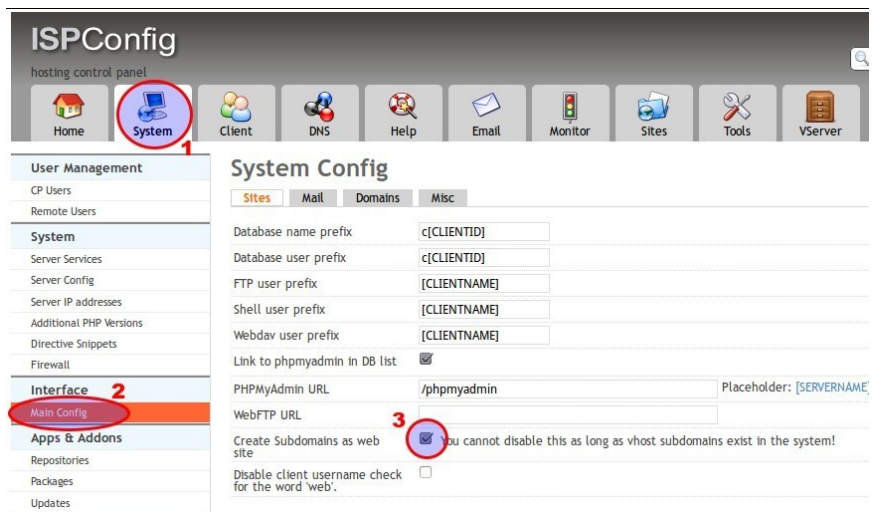 ISPConfig
hosting control panel
Home System Client DNS Help Email Monitor Sites Tools VServer
1
User Management
CP Users
Remote Users
System
Server Services
Server Config
Server IP addresses
Additional PHP Versions
Directive Snippets
Firewall
Interface 2
Main Config
Apps & Addons
Repositories
Packages
Updates
System Config
Sites Mail Domains Misc
Database name prefix c[CLIENTID]
Database user prefix c[CLIENTID]
FTP user prefix [CLIENTNAME]
Shell user prefix [CLIENTNAME]
Webdav user prefix [CLIENTNAME]
Link to phpmyadmin in DB list
PHPMyAdmin URL /phpmyadmin Placeholder: [SERVERNAME]
WebFTP URL
3
Create Subdomains as web
site
You cannot disable this as long as vhost subdomains exist in the system!
Disable client username check
for the word 'web'.